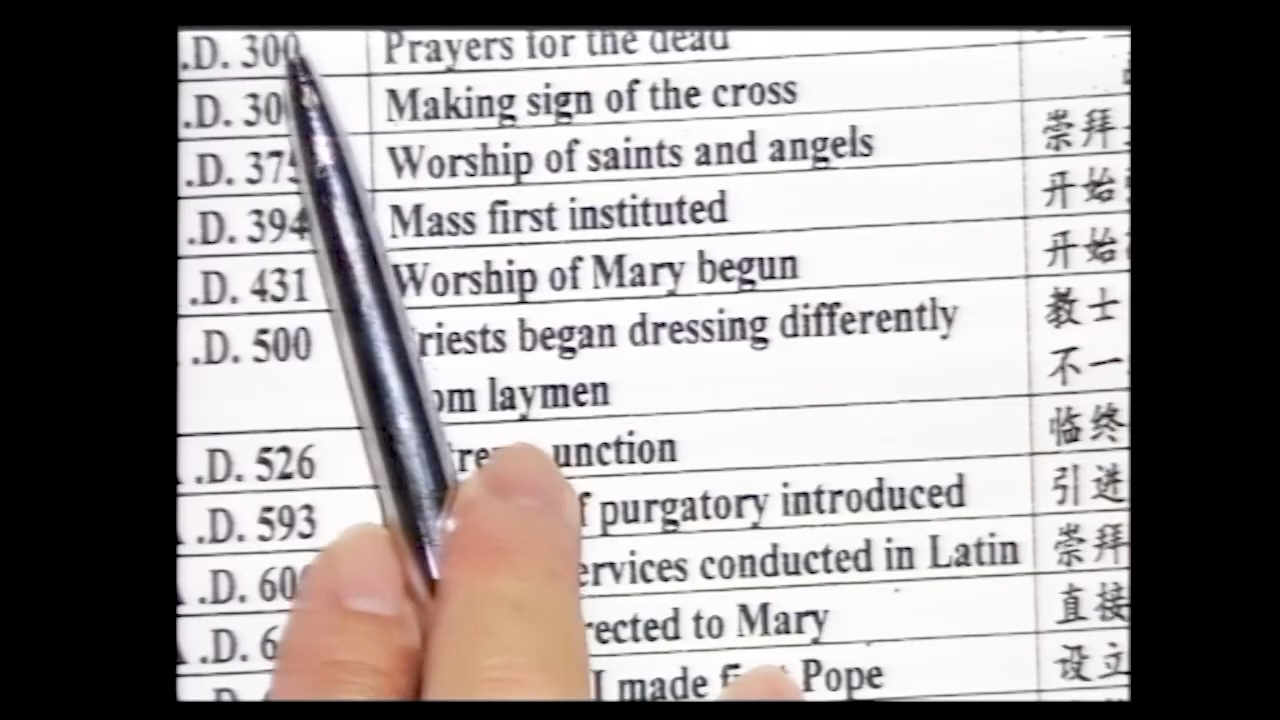 .D. 300 Prayers for the dead
.D. 30 Making sign of the cross
.D. 375 Worship of saints and angels 崇拜
.D. 394 Mass first instituted 开始
.D. 431 Worship of Mary begun 开始
.D. 500 riests began dressing differently 教士
om laymen 不一
.D. 526 unction 临终
.D. 593 f purgatory introduced 引进
.D. 60 ervices conducted in Latin 崇拜
.D. 6 rected to Mary 直接
I made Pope 设立